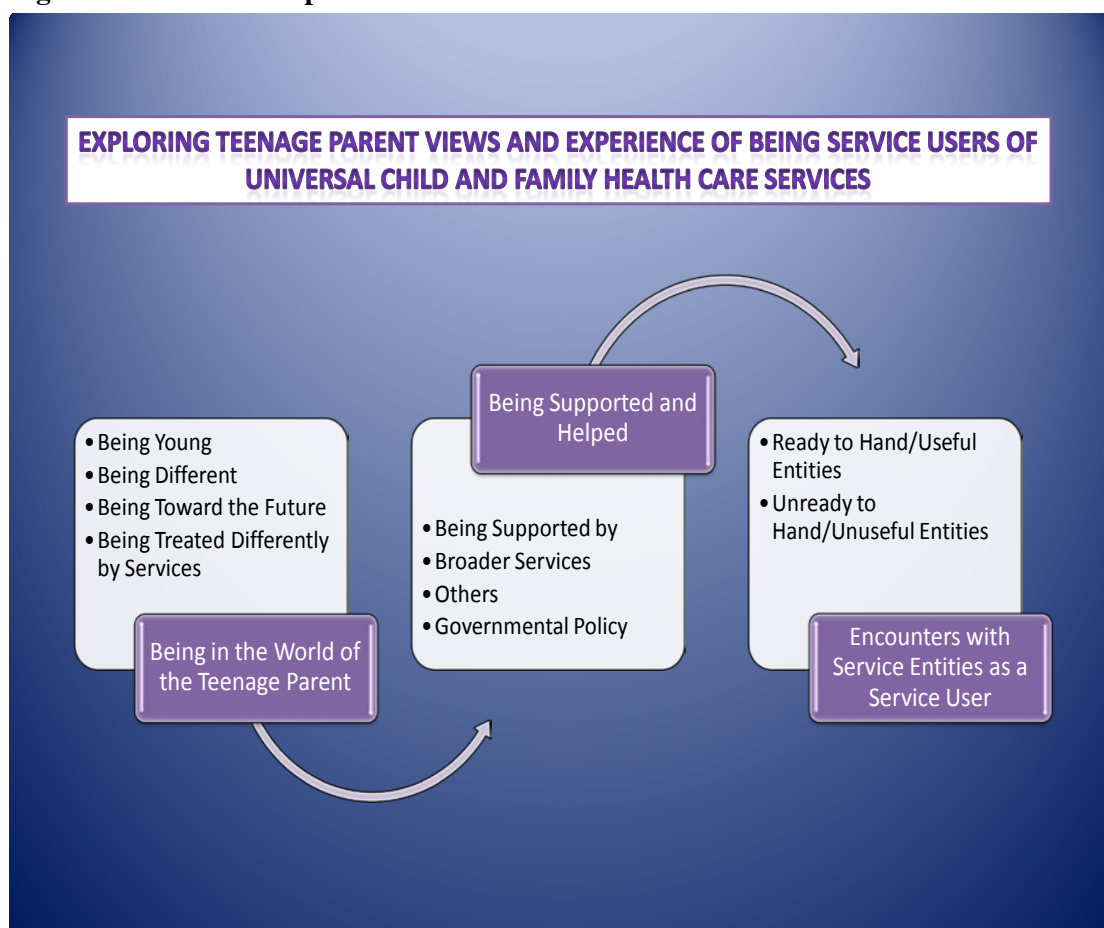 EXPLORING TEENAGE PARENT VIEWS AND EXPERIENCE OF BEING SERVICE USERS OF
UNIVERSAL CHILD AND FAMILY HEALTH CARE SERVICES
• Being Young
• Being Different
• Being Toward the Future
• Being Treated Differently
by Services
Being in the World of
the Teenage Parent
Being Supported and
Helped
• Being Supported by
• Broader Services
• Others
• Governmental Policy
• Ready to Hand/Useful
Entities
• Unready to
Hand/Unuseful Entities
Encounters with
Service Entities as a
Service User